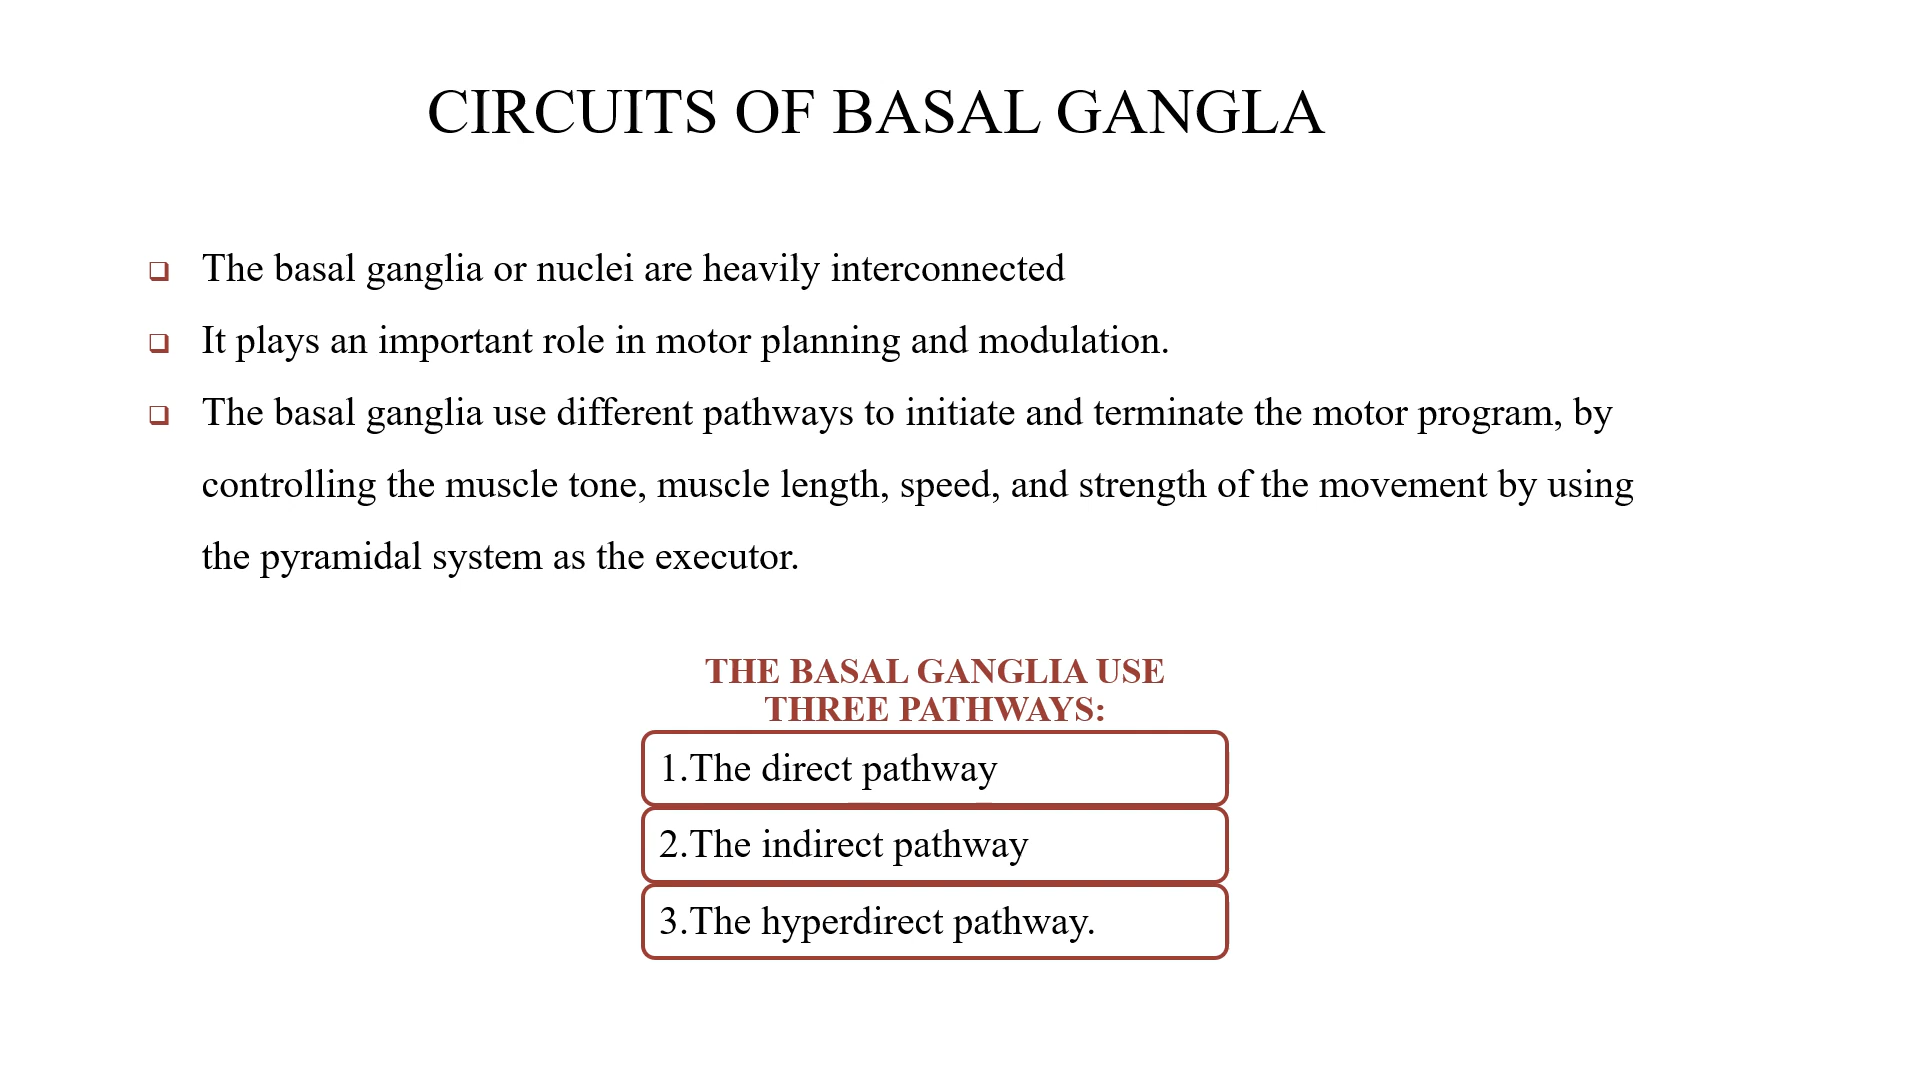 CIRCUITS OF BASAL GANGLA
❑ The basal ganglia or nuclei are heavily interconnected
❑ It plays an important role in motor planning and modulation.
❑ The basal ganglia use different pathways to initiate and terminate the motor program, by
controlling the muscle tone, muscle length, speed, and strength of the movement by using
the pyramidal system as the executor.
THE BASAL GANGLIA USE
THREE PATHWAYS:
1.The direct pathway
2.The indirect pathway
3.The hyperdirect pathway.